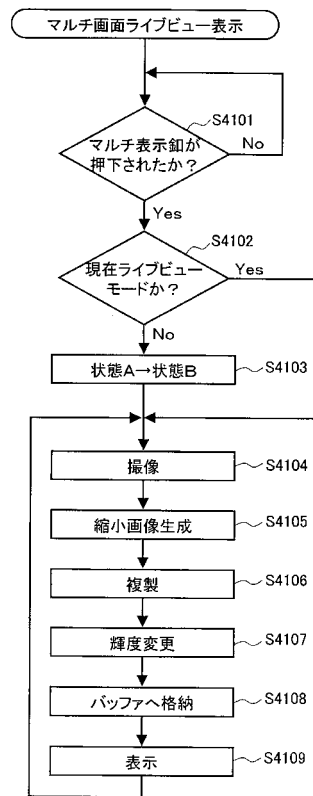 マルチ画面ライブビュー表示
S4101
マルチ表示釦が
押下されたか？
No
Yes
S4102
現在ライブビュー
モードか？
Yes
No
状態A→状態B
S4103
撮像
S4104
縮小画像生成
S4105
複製
S4106
輝度変更
S4107
バッファへ格納
S4108
表示
S4109